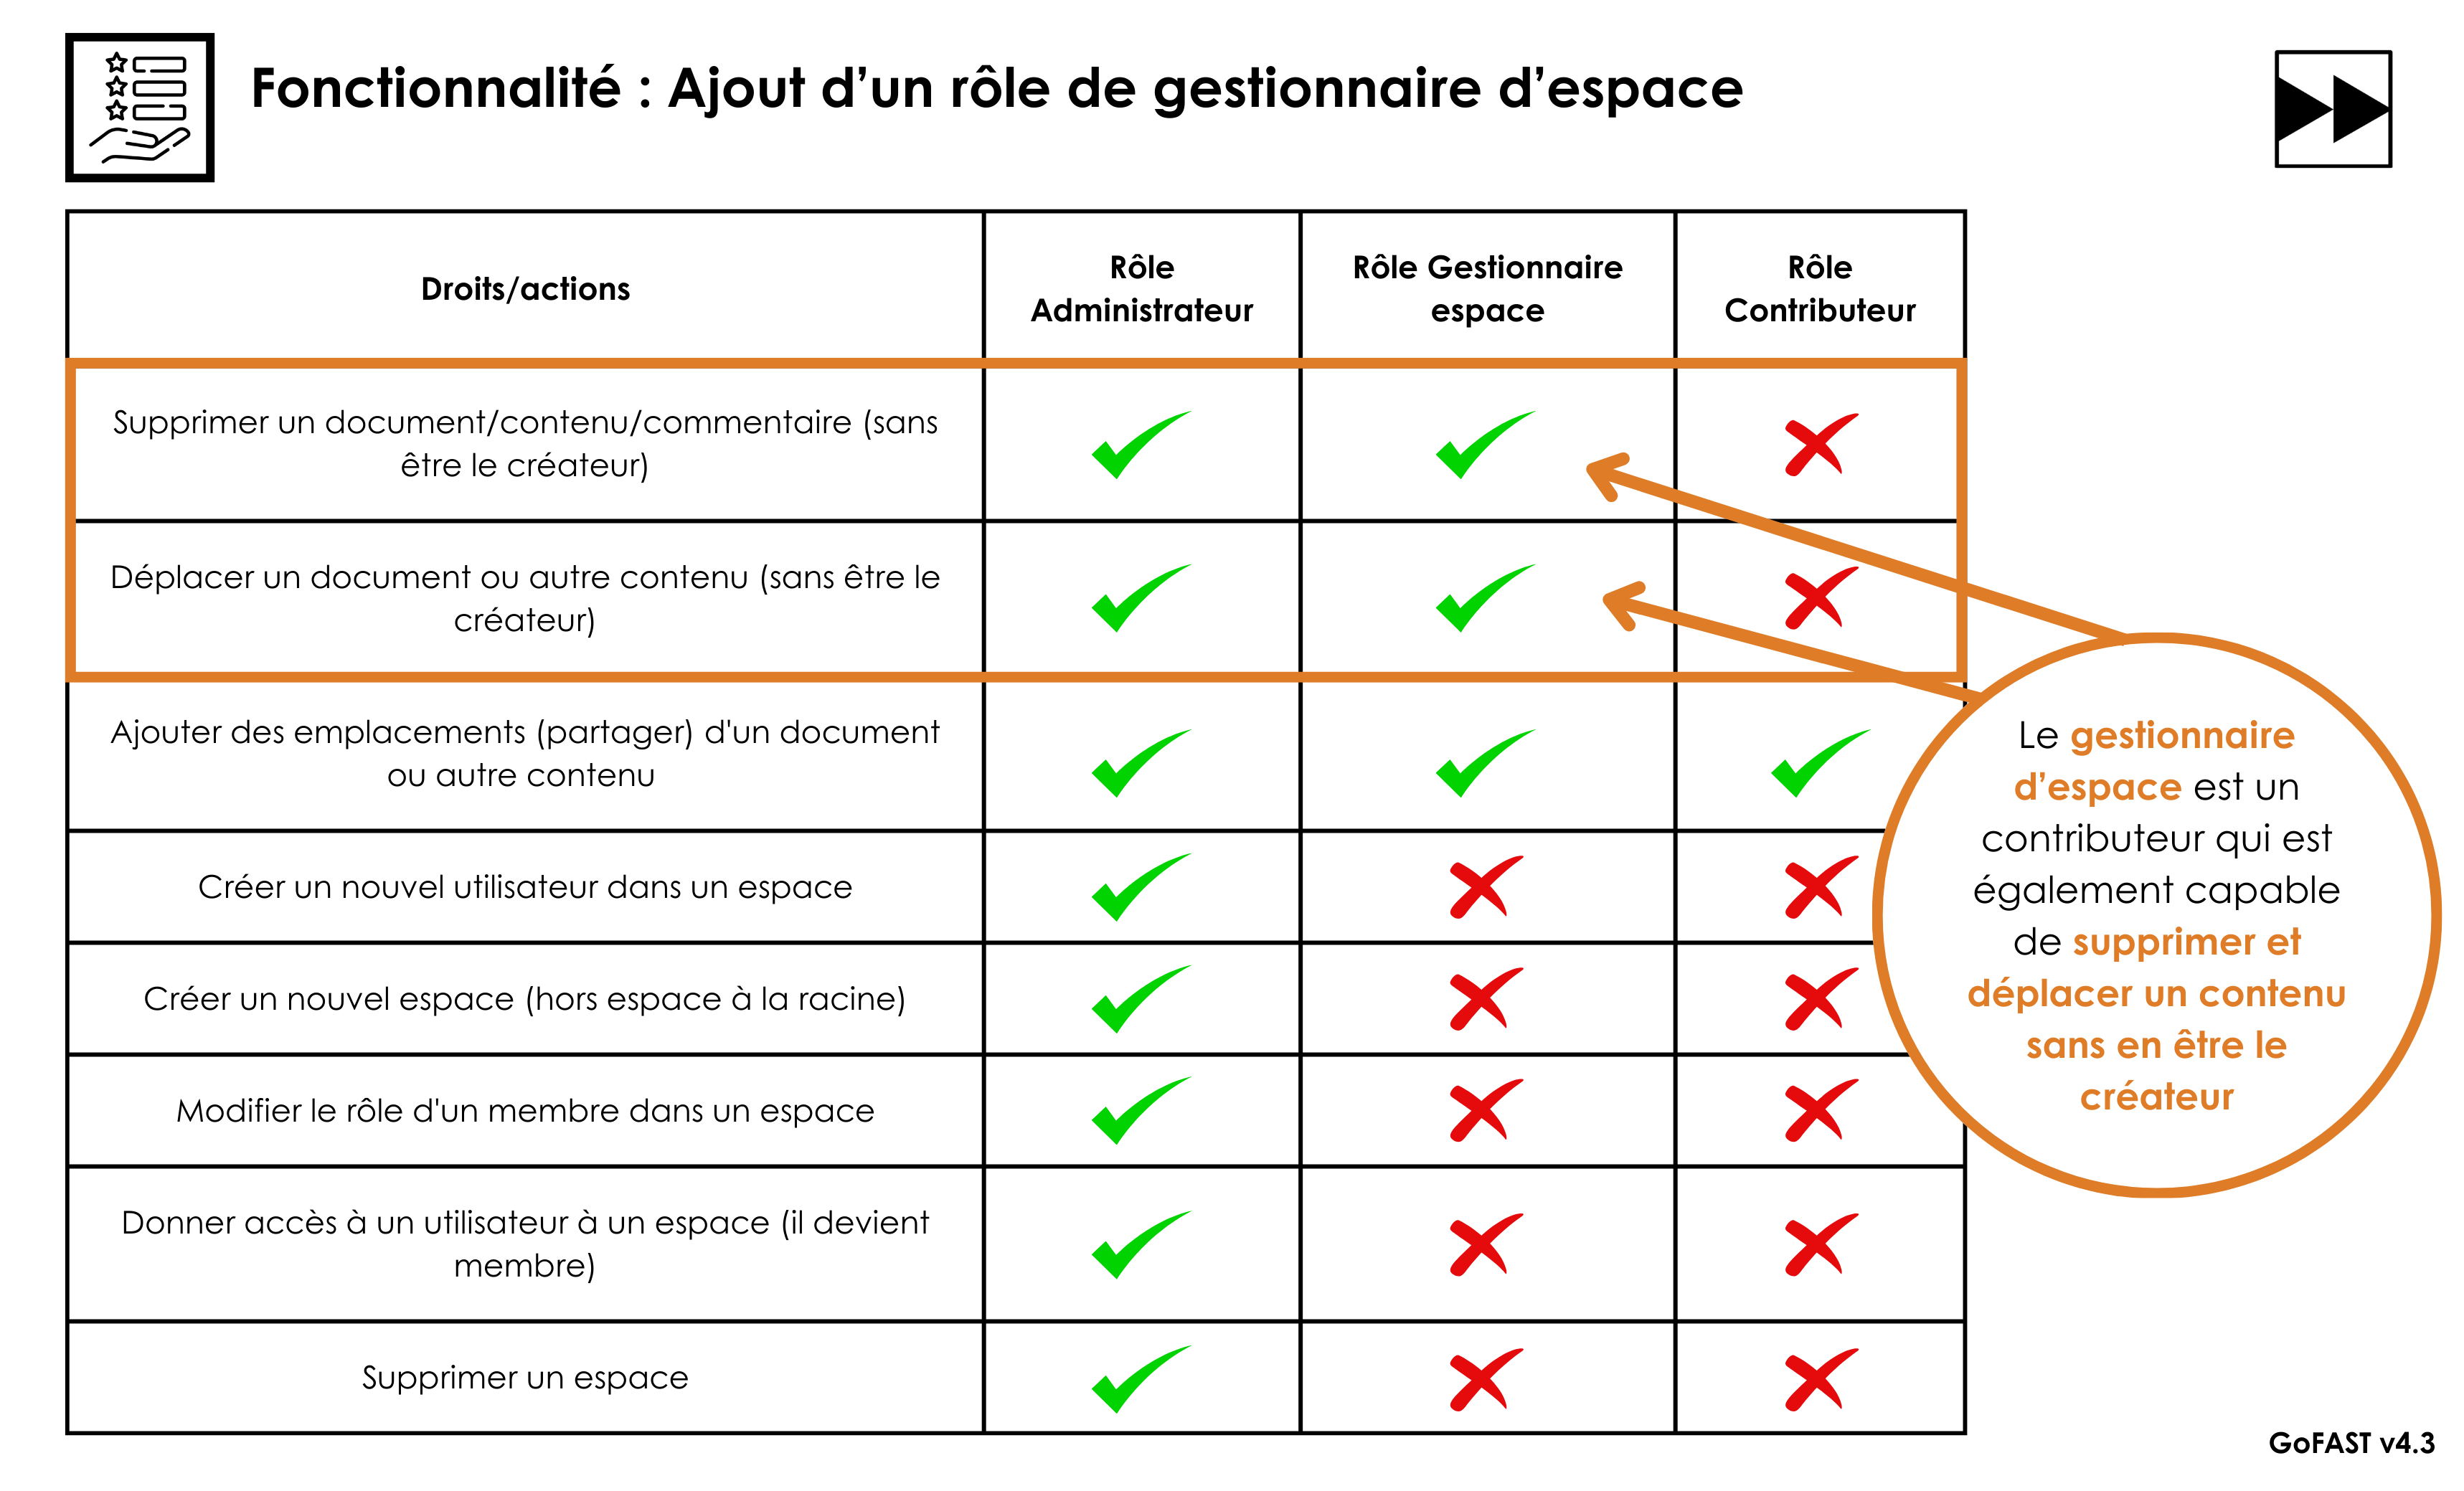 Fonctionnalité : Ajout d’un rôle de gestionnaire d’espace
Droits/actions
Rôle
Administrateur
Rôle Gestionnaire
espace
Rôle
Contributeur
Supprimer un document/contenu/commentaire (sans
être le créateur)
Déplacer un document ou autre contenu (sans être le
créateur)
Ajouter des emplacements (partager) d'un document
ou autre contenu
Créer un nouvel utilisateur dans un espace
Créer un nouvel espace (hors espace à la racine)
Modifier le rôle d'un membre dans un espace
Donner accès à un utilisateur à un espace (il devient
membre)
Supprimer un espace
Le gestionnaire
d’espace est un
contributeur qui est
également capable
de supprimer et
déplacer un contenu
sans en être le
créateur
GoFAST v4.3